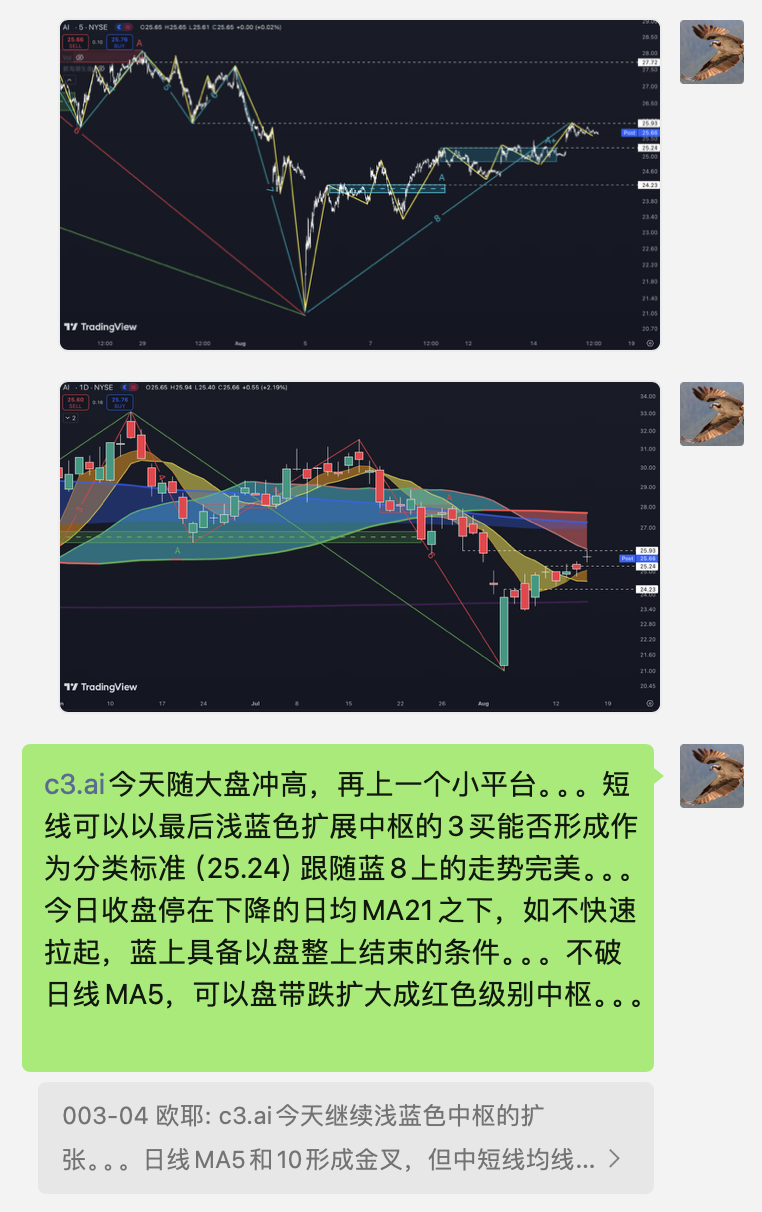 AI · 5 · NYSE O25.65 H25.65 L25.61 C25.65 +0.00 (+0.02%)
25.66 SELL 0.10 25.76 BUY
A
29.00
28.50
28.00
27.72
27.50
27.00
26.50
25.93
Post 25.66
25.24
25.00
24.60
24.23
23.80
23.40
23.00
22.60
22.20
21.80
21.40
21.05
20.70
A
A
8
TradingView
12:00 29 12:00 Aug 5 7 12:00 12 14 12:00 19
AI · 1D · NYSE O25.65 H25.94 L25.40 C25.66 +0.55 (+2.19%)
25.60 SELL 0.16 25.76 BUY
2
34.00
33.00
32.00
31.00
30.00
29.00
28.00
27.00
25.93
Post 25.66
25.24
24.23
23.40
22.80
22.20
21.60
21.00
20.45
A
TradingView
10 17 24 Jul 8 15 22 26 Aug 12 19
c3.ai今天随大盘冲高，再上一个小平台。。。短
线可以以最后浅蓝色扩展中枢的3买能否形成作
为分类标准（25.24）跟随蓝8上的走势完美。。。
今日收盘停在下降的日均MA21之下，如不快速
拉起，蓝上具备以盘整上结束的条件。。。不破
日线MA5，可以盘带跌扩大成红色级别中枢。。。
003-04 欧耶: c3.ai今天继续浅蓝色中枢的扩
张。。。日线MA5和10形成金叉，但中短线均线...